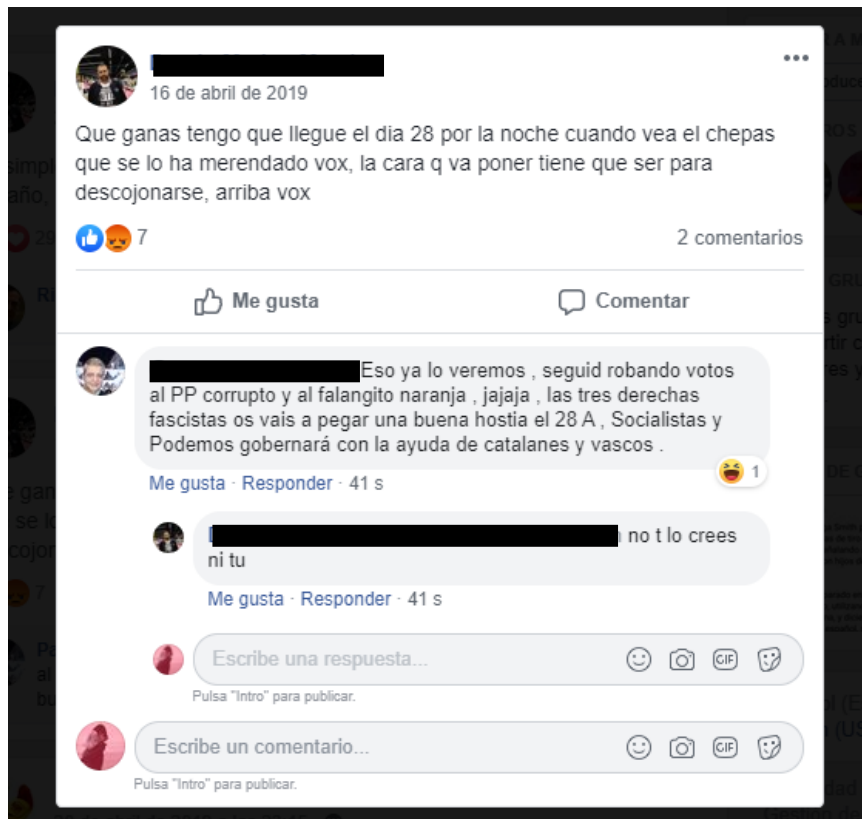 16 de abril de 2019
Que ganas tengo que llegue el dia 28 por la noche cuando vea el chepas
que se lo ha merendado vox, la cara q va poner tiene que ser para
descojonarse, arriba vox
7
2 comentarios
Me gusta
Comentar
Eso ya lo veremos , seguid robando votos
al PP corrupto y al falangito naranja , jajaja , las tres derechas
fascistas os vais a pegar una buena hostia el 28 A , Socialistas y
Podemos gobernará con la ayuda de catalanes y vascos .
1
Me gusta · Responder · 41 s
no t lo crees
ni tu
Me gusta · Responder · 41 s
Escribe una respuesta...
GIF
Pulsa "Intro" para publicar.
Escribe un comentario...
GIF
Pulsa "Intro" para publicar.